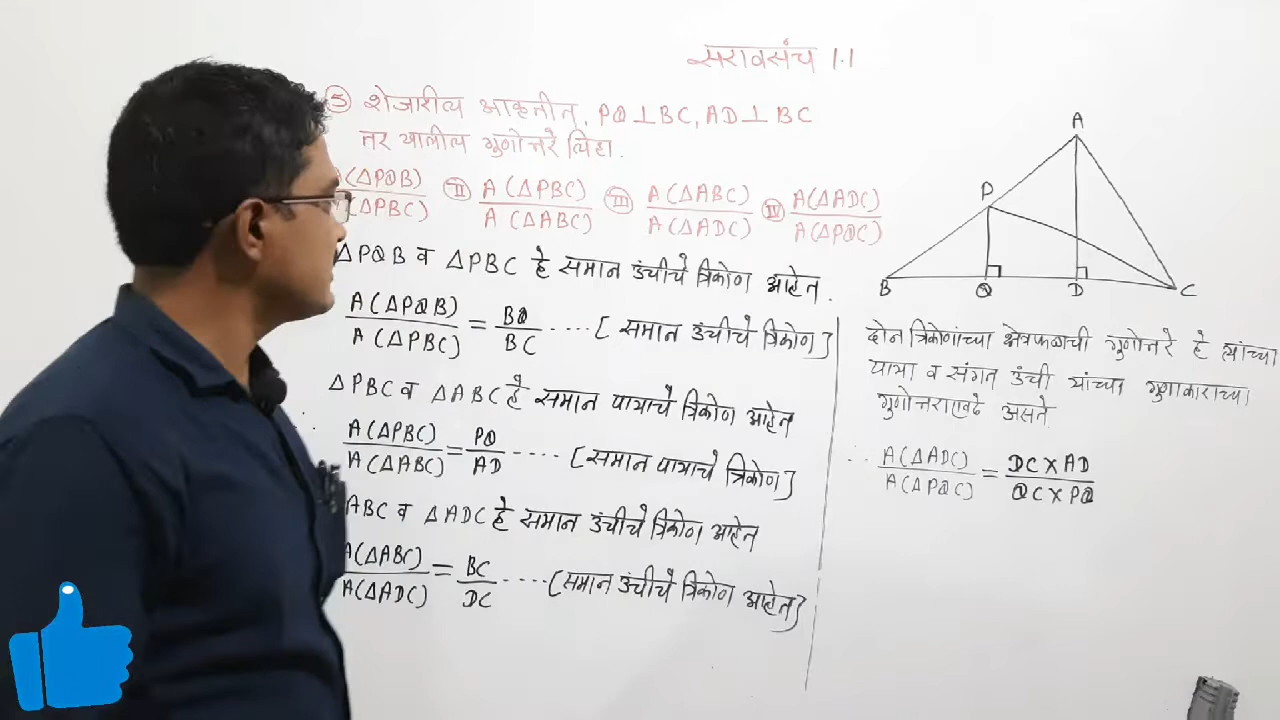 सरावसंच 1.1
⑤ शेजारील आकृतीत, PQ⊥BC, AD⊥BC
तर खालील गुणोत्तरे लिहा.
(ΔPQB)/(ΔPBC) Ⅱ A(ΔPBC)/A(ΔABC) Ⅲ A(ΔABC)/A(ΔADC) Ⅳ A(ΔADC)/A(ΔPQC)
ΔPQB व ΔPBC हे समान उंचीचे त्रिकोण आहेत.
A(ΔPQB)/A(ΔPBC) = BQ/BC ---- [समान उंचीचे त्रिकोण]
ΔPBC व ΔABC हे समान पायाचे त्रिकोण आहेत
∴ A(ΔPBC)/A(ΔABC) = PQ/AD ---- [समान पायाचे त्रिकोण]
ABC व ΔADC हे समान उंचीचे त्रिकोण आहेत
A(ΔABC)/A(ΔADC) = BC/DC ---- [समान उंचीचे त्रिकोण आहेत]
A
P
B Q D C
दोन त्रिकोणांच्या क्षेत्रफळाची गुणोत्तरे हे त्यांच्या
पाया व संगत उंची यांच्या गुणाकाराच्या
गुणोत्तराएवढे असते.
∴ A(ΔADC)/A(ΔPQC) = DC×AD/QC×PQ